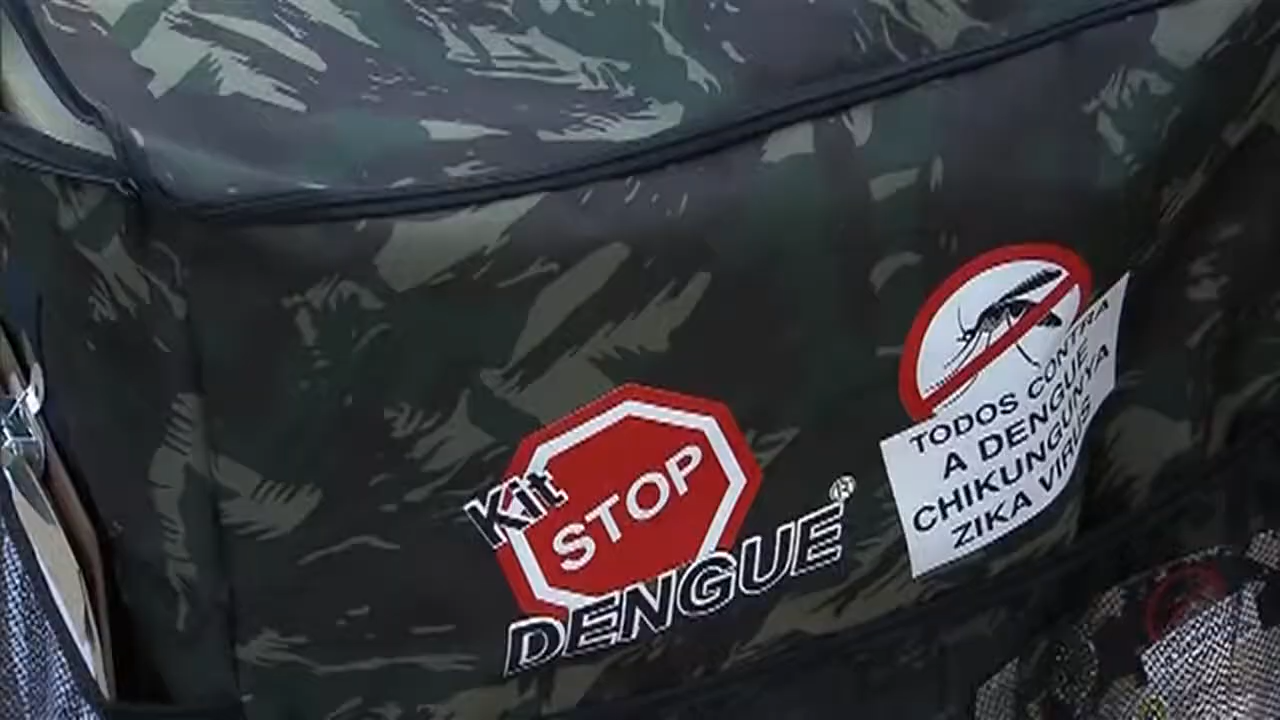 Kit
STOP
DENGUE®
TODOS CONTRA
A DENGUE
CHIKUNGUNYA
ZIKA VIRUS